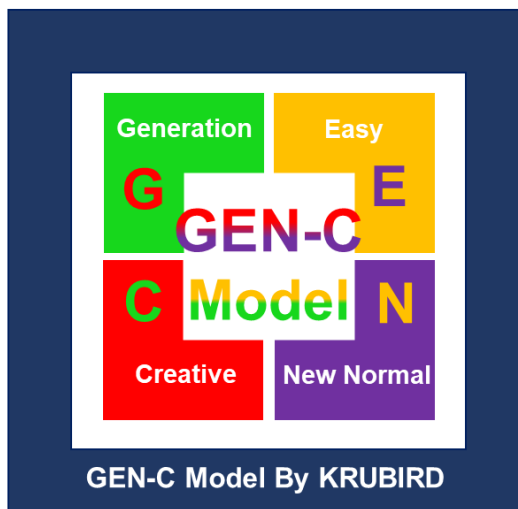 Generation
Easy
G
E
GEN-C
C
Model
N
Creative
New Normal
GEN-C Model By KRUBIRD